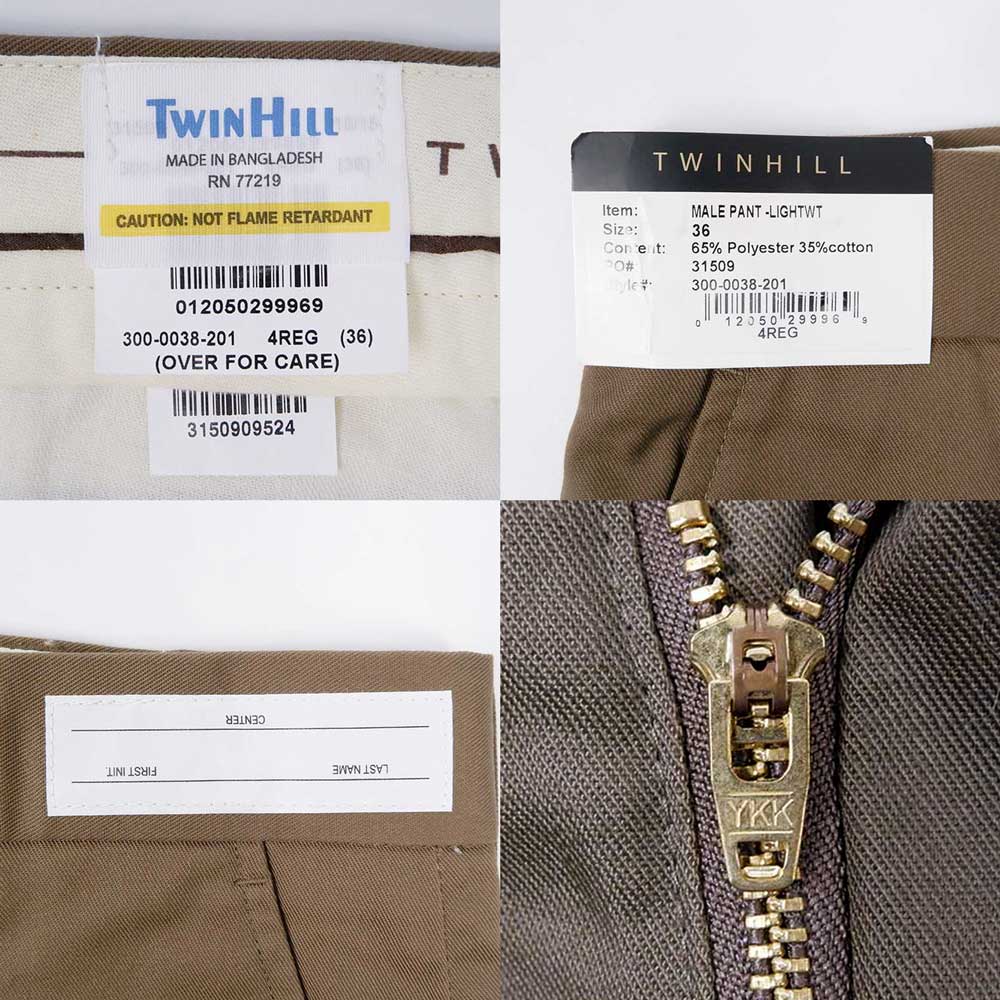 TWINHILL
MADE IN BANGLADESH
RN 77219
CAUTION: NOT FLAME RETARDANT
012050299969
300-0038-201 4REG (36)
(OVER FOR CARE)
3150909524
T W
TWINHILL
Item: MALE PANT -LIGHTWT
Size: 36
Content: 65% Polyester 35%cotton
PO#: 31509
Style#: 300-0038-201
0 12050 29996 9
4REG
CENTER
LAST NAME FIRST INIT.
YKK